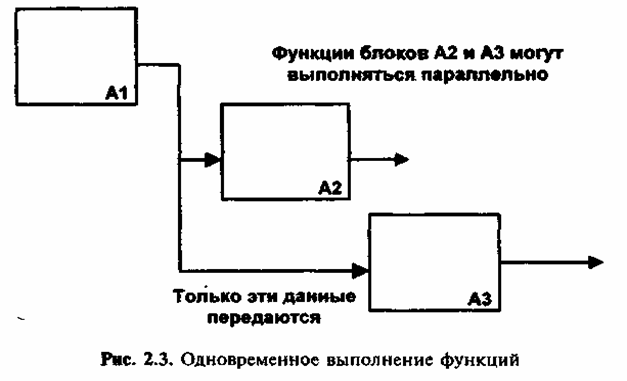 A1
Функции блоков А2 и А3 могут
выполняться параллельно
A2
Только эти данные
передаются
A3
Рис. 2.3. Одновременное выполнение функций